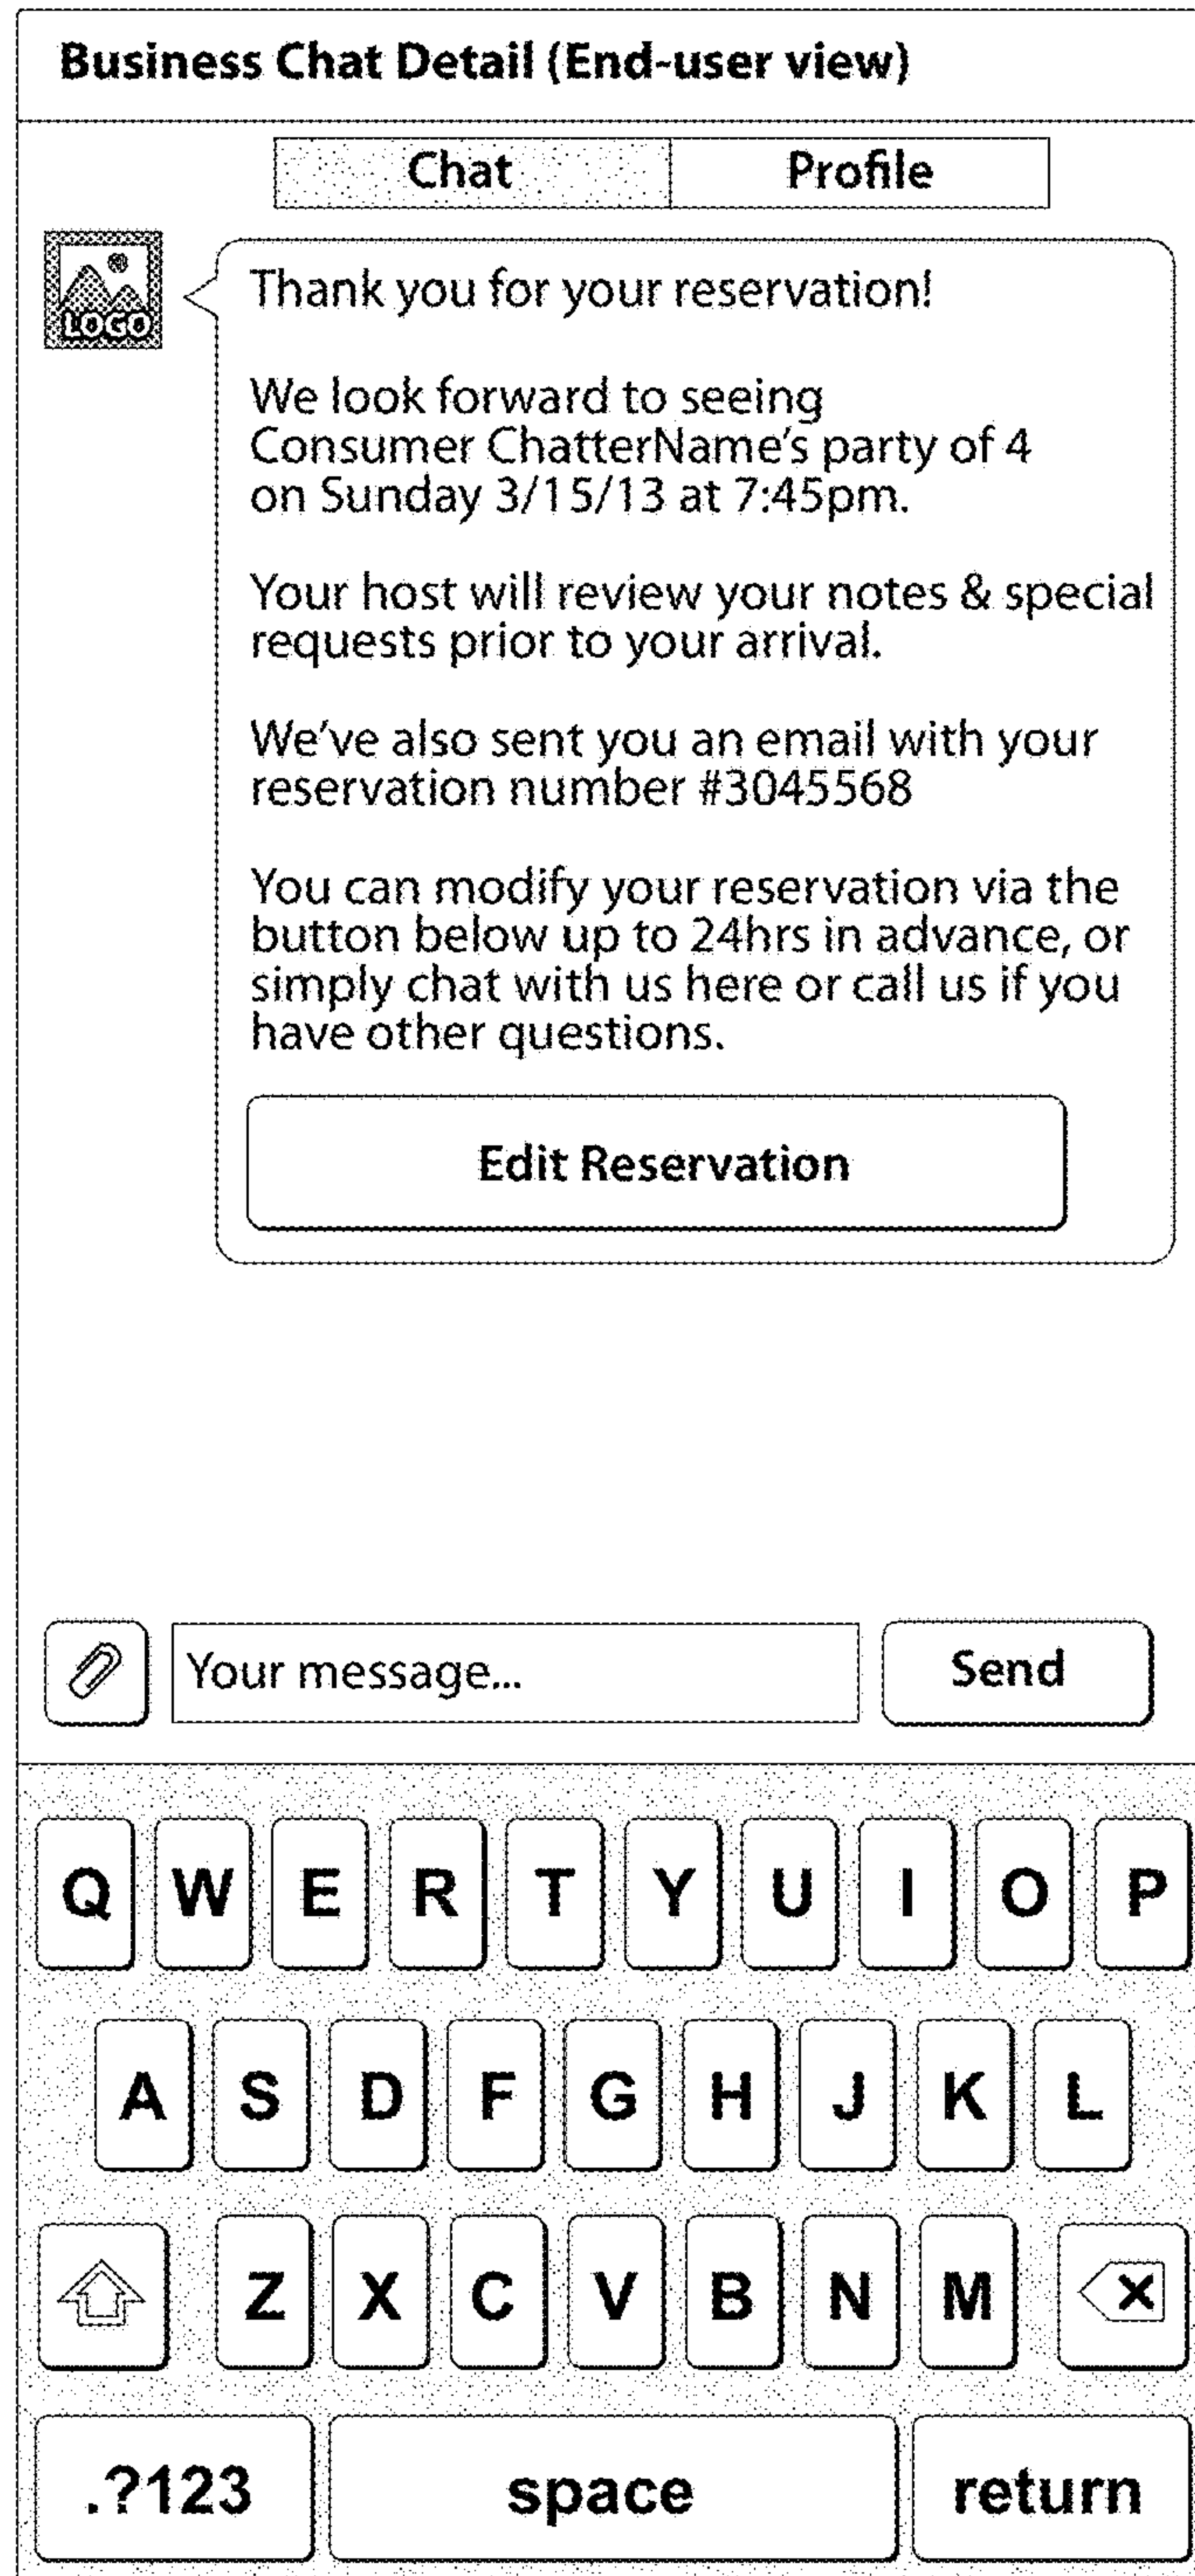 Business Chat Detail (End-user view)
Chat Profile
LOGO
Thank you for your reservation!
We look forward to seeing
Consumer ChatterName's party of 4
on Sunday 3/15/13 at 7:45pm.
Your host will review your notes & special
requests prior to your arrival.
We've also sent you an email with your
reservation number #3045568
You can modify your reservation via the
button below up to 24hrs in advance, or
simply chat with us here or call us if you
have other questions.
Edit Reservation
Your message... Send
Q W E R T Y U I O P
A S D F G H J K L
Z X C V B N M
.?123 space return